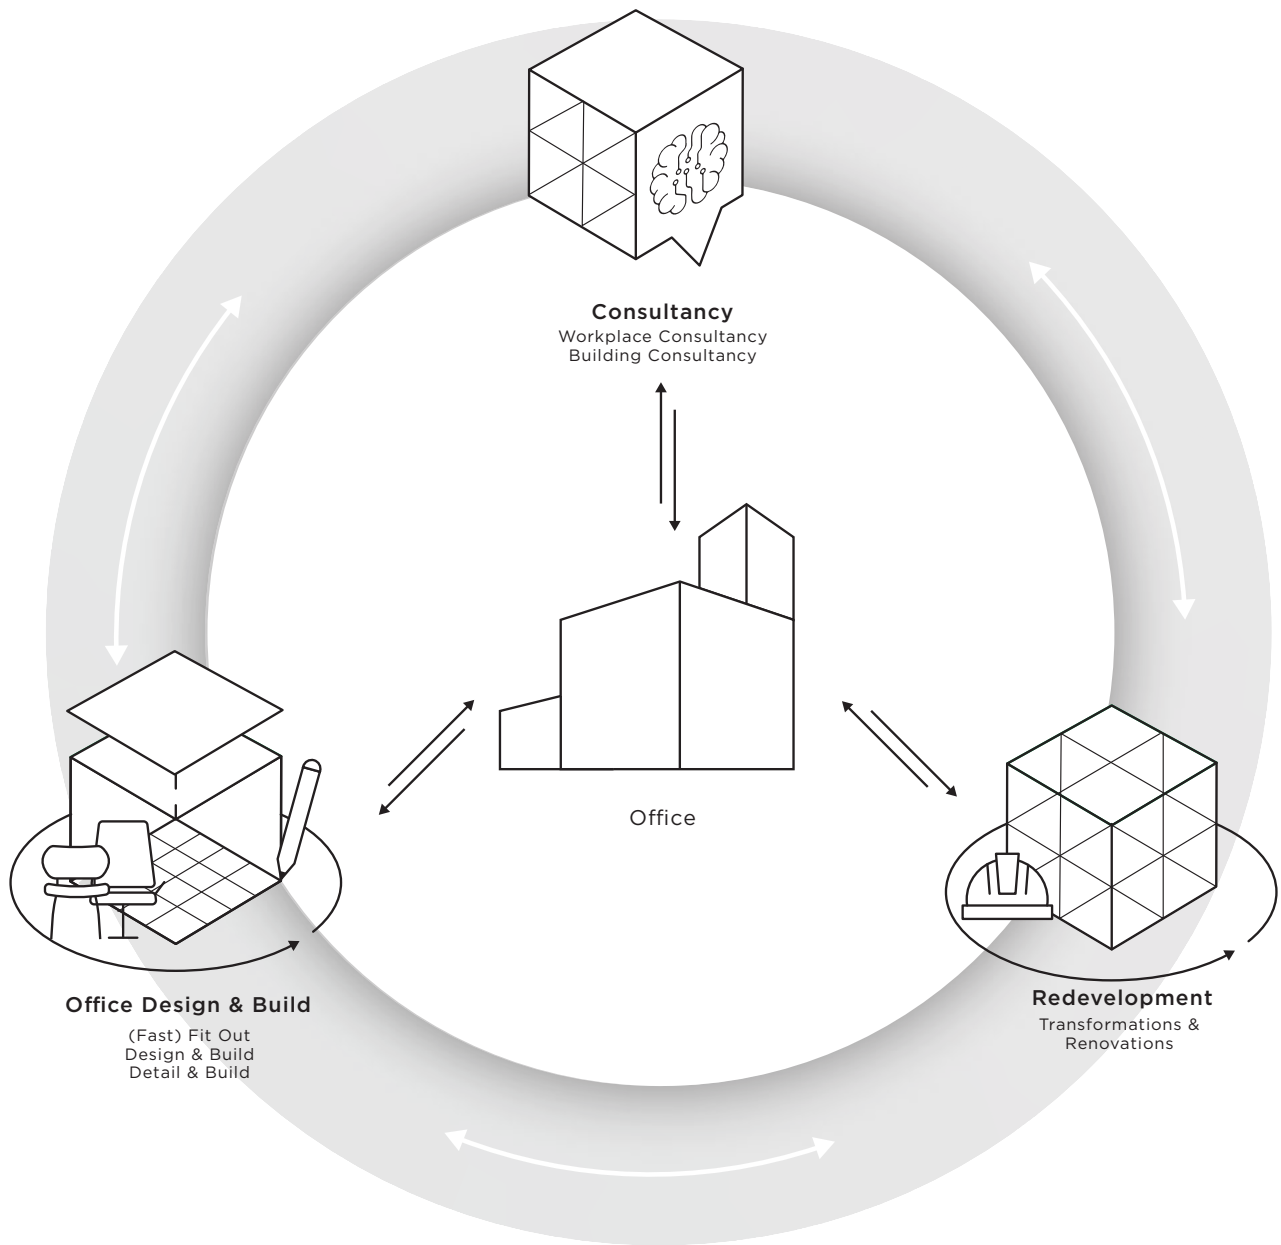 Consultancy
Workplace Consultancy
Building Consultancy
Office
Office Design & Build
(Fast) Fit Out
Design & Build
Detail & Build
Redevelopment
Transformations &
Renovations